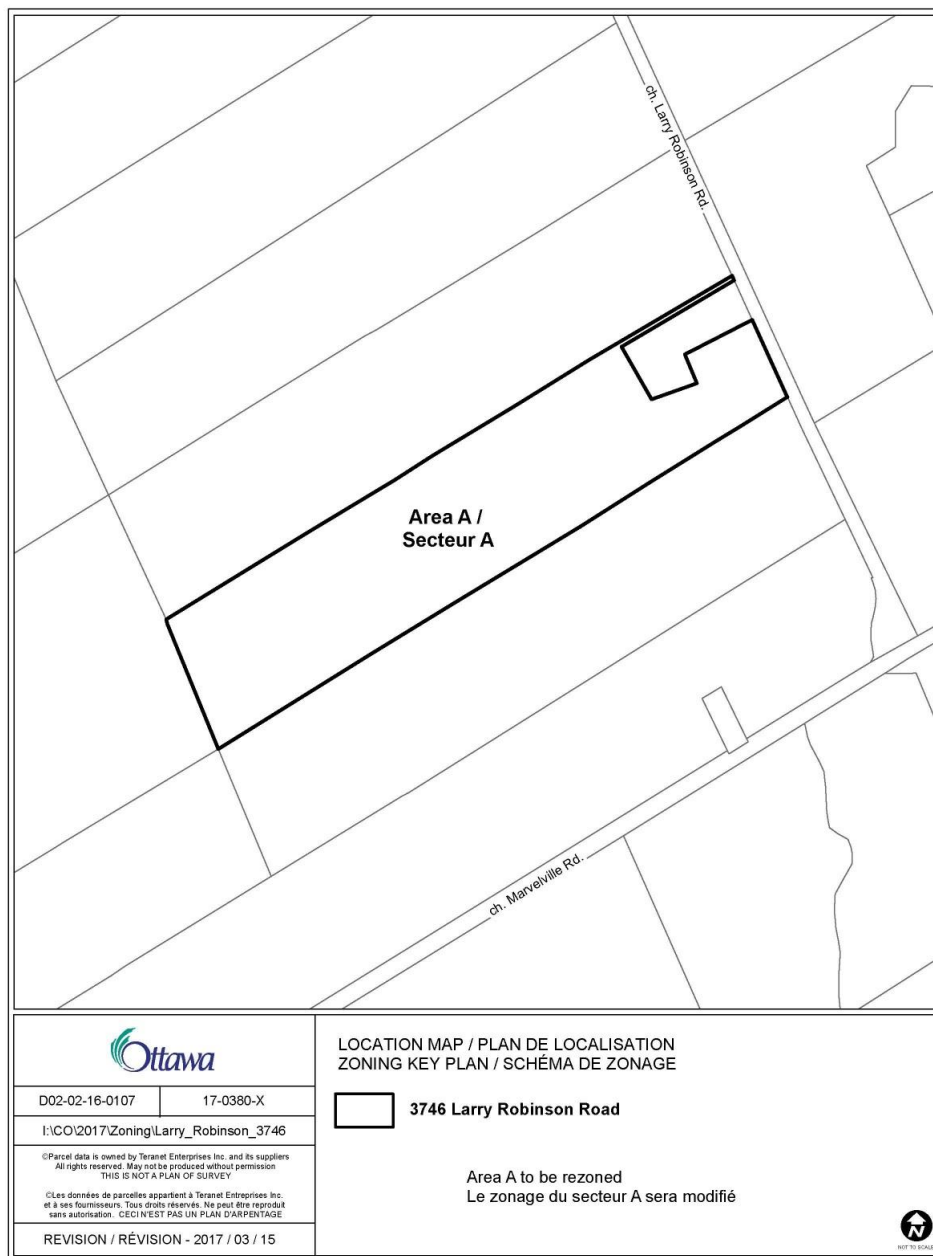 ch. Larry Robinson Rd.
Area A /
Secteur A
ch. Marvelville Rd.
Ottawa
D02-02-16-0107
17-0380-X
I:\CO\2017\Zoning\Larry_Robinson_3746
©Parcel data is owned by Teranet Enterprises Inc. and its suppliers
All rights reserved. May not be produced without permission
THIS IS NOT A PLAN OF SURVEY
©Les données de parcelles appartient à Teranet Entreprises Inc.
et à ses fournisseurs. Tous droits réservés. Ne peut être reproduit
sans autorisation. CECI N'EST PAS UN PLAN D'ARPENTAGE
REVISION / RÉVISION - 2017 / 03 / 15
LOCATION MAP / PLAN DE LOCALISATION
ZONING KEY PLAN / SCHÉMA DE ZONAGE
3746 Larry Robinson Road
Area A to be rezoned
Le zonage du secteur A sera modifié
N
NOT TO SCALE